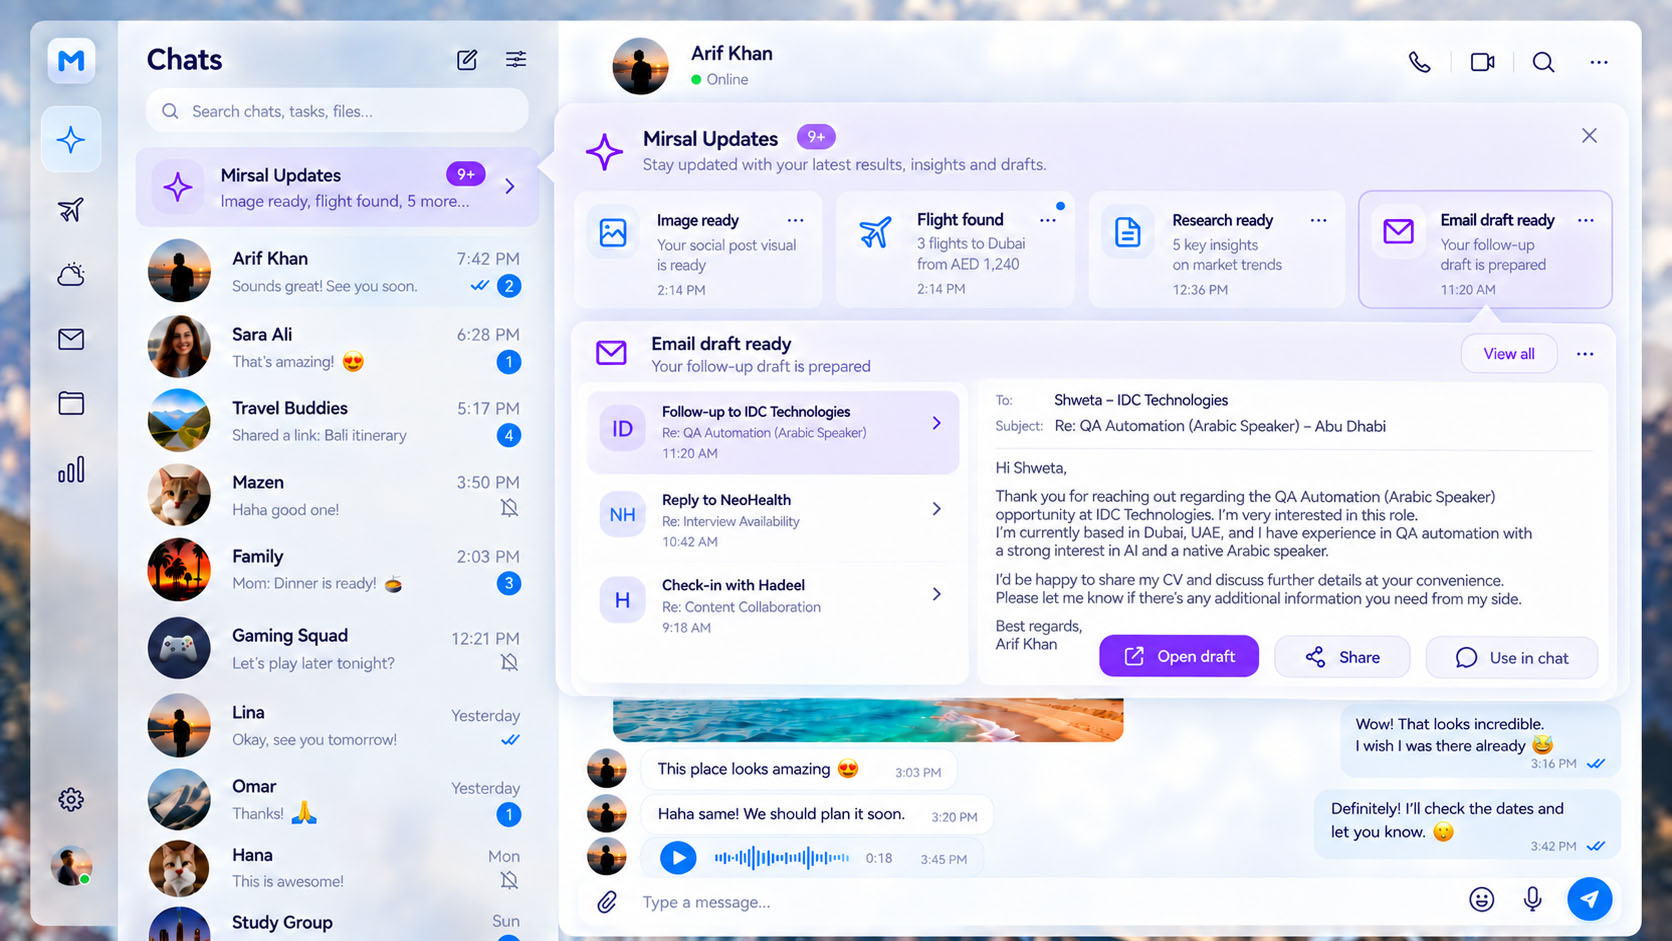 M
Chats
Search chats, tasks, files...
Mirsal Updates
9+
Image ready, flight found, 5 more...
Arif Khan
7:42 PM
Sounds great! See you soon.
2
Sara Ali
6:28 PM
That's amazing! 😍
1
Travel Buddies
5:17 PM
Shared a link: Bali itinerary
4
Mazen
3:50 PM
Haha good one!
Family
2:03 PM
Mom: Dinner is ready! 🍲
3
Gaming Squad
12:21 PM
Let's play later tonight?
Lina
Yesterday
Okay, see you tomorrow!
Omar
Yesterday
Thanks! 🙏
1
Hana
Mon
This is awesome!
Study Group
Sun
Arif Khan
Online
Mirsal Updates
9+
Stay updated with your latest results, insights and drafts.
Image ready
Your social post visual
is ready
2:14 PM
Flight found
3 flights to Dubai
from AED 1,240
2:14 PM
Research ready
5 key insights
on market trends
12:36 PM
Email draft ready
Your follow-up
draft is prepared
11:20 AM
Email draft ready
Your follow-up draft is prepared
View all
ID
Follow-up to IDC Technologies
Re: QA Automation (Arabic Speaker)
11:20 AM
NH
Reply to NeoHealth
Re: Interview Availability
10:42 AM
H
Check-in with Hadeel
Re: Content Collaboration
9:18 AM
To: Shweta – IDC Technologies
Subject: Re: QA Automation (Arabic Speaker) – Abu Dhabi
Hi Shweta,
Thank you for reaching out regarding the QA Automation (Arabic Speaker)
opportunity at IDC Technologies. I'm very interested in this role.
I'm currently based in Dubai, UAE, and I have experience in QA automation with
a strong interest in AI and a native Arabic speaker.
I'd be happy to share my CV and discuss further details at your convenience.
Please let me know if there's any additional information you need from my side.
Best regards,
Arif Khan
Open draft
Share
Use in chat
Wow! That looks incredible.
I wish I was there already 😅
3:16 PM
This place looks amazing 😍
3:03 PM
Haha same! We should plan it soon.
3:20 PM
Definitely! I'll check the dates and
let you know. 🙂
3:42 PM
0:18
3:45 PM
Type a message...